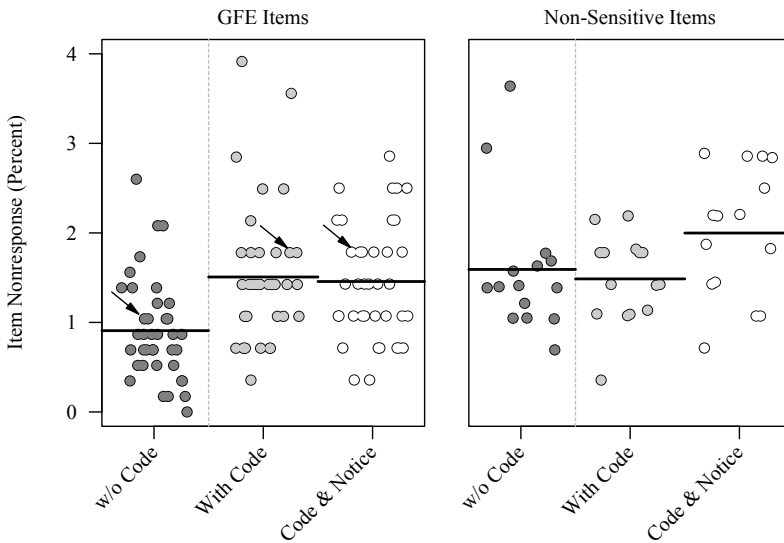 GFE Items
Non-Sensitive Items
Item Nonresponse (Percent)
4
3
2
1
0
w/o Code
With Code
Code & Notice
w/o Code
With Code
Code & Notice